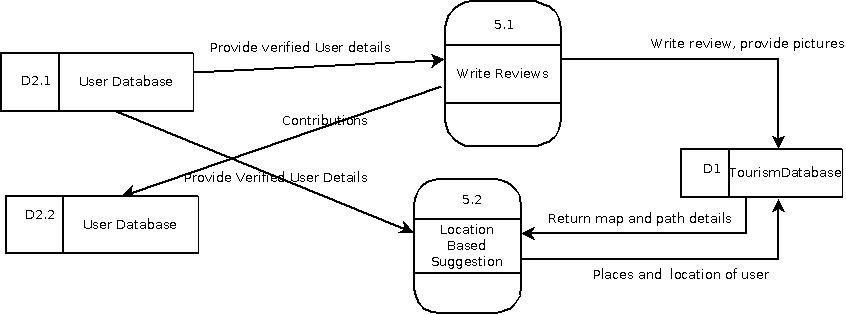 5.1
Provide verified User details
Write review, provide pictures
D2.1
User Database
Write Reviews
Contributions
D1
TourismDatabase
Provide Verified User Details
5.2
D2.2
User Database
Return map and path details
Location
Based
Suggestion
Places and location of user